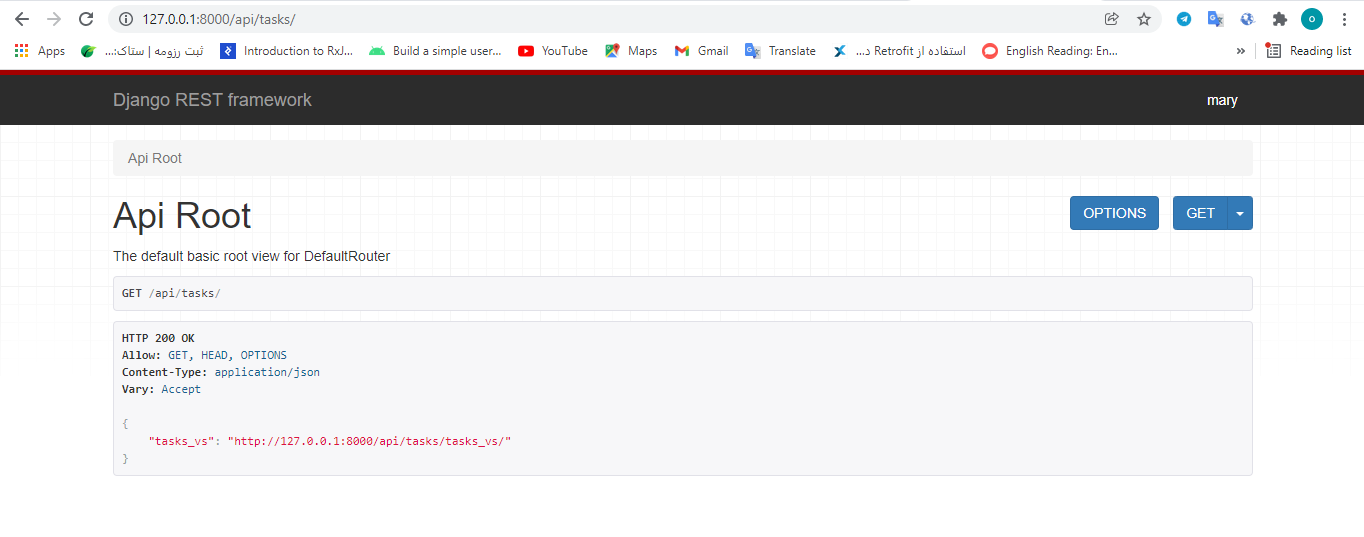 127.0.0.1:8000/api/tasks/
o
Apps ثبت رزومه | ستاک:... Introduction to RxJ... Build a simple user... YouTube Maps Gmail Translate استفاده از Retrofit د... English Reading: En... » Reading list
Django REST framework mary
Api Root
Api Root OPTIONS GET
The default basic root view for DefaultRouter
GET /api/tasks/
HTTP 200 OK
Allow: GET, HEAD, OPTIONS
Content-Type: application/json
Vary: Accept
{
"tasks_vs": "http://127.0.0.1:8000/api/tasks/tasks_vs/"
}